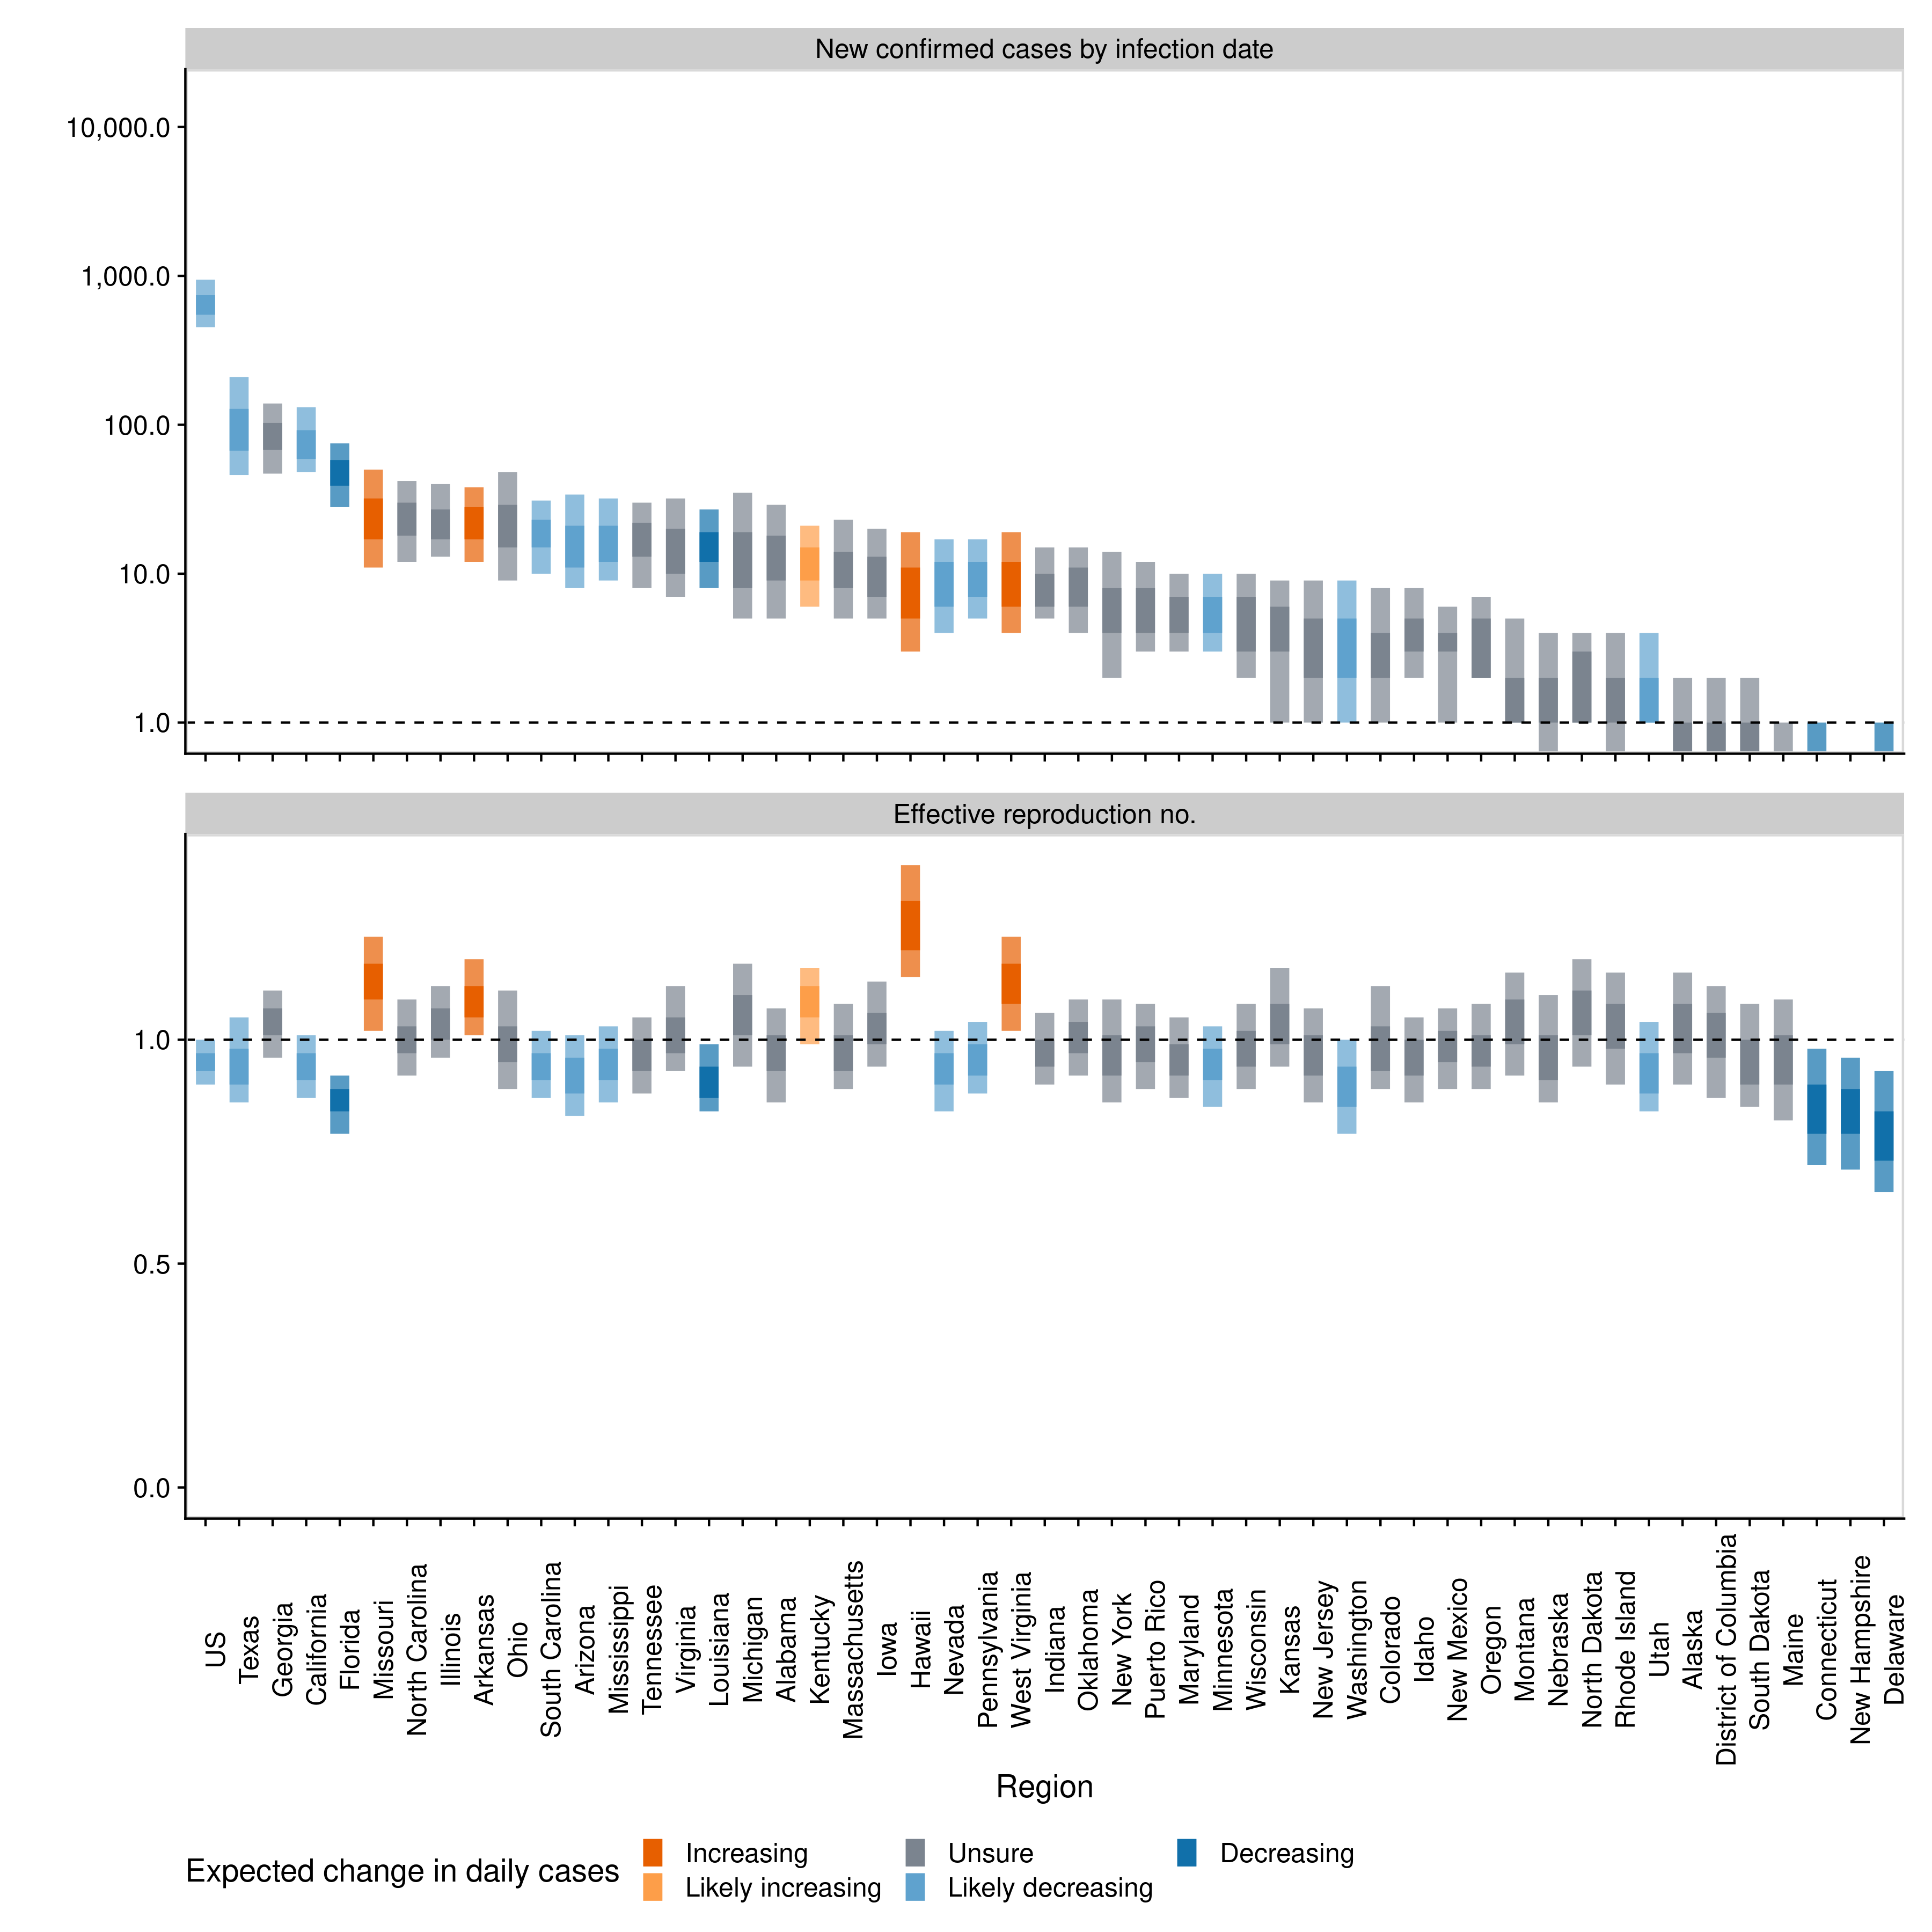 New confirmed cases by infection date
10,000.0
1,000.0
100.0
10.0
1.0
Effective reproduction no.
1.0
0.5
0.0
US
Texas
Georgia
California
Florida
Missouri
North Carolina
Illinois
Arkansas
Ohio
South Carolina
Arizona
Mississippi
Tennessee
Virginia
Louisiana
Michigan
Alabama
Kentucky
Massachusetts
Iowa
Hawaii
Nevada
Pennsylvania
West Virginia
Indiana
Oklahoma
New York
Puerto Rico
Maryland
Minnesota
Wisconsin
Kansas
New Jersey
Washington
Colorado
Idaho
New Mexico
Oregon
Montana
Nebraska
North Dakota
Rhode Island
Utah
Alaska
District of Columbia
South Dakota
Maine
Connecticut
New Hampshire
Delaware
Region
Expected change in daily cases
Increasing
Likely increasing
Unsure
Likely decreasing
Decreasing